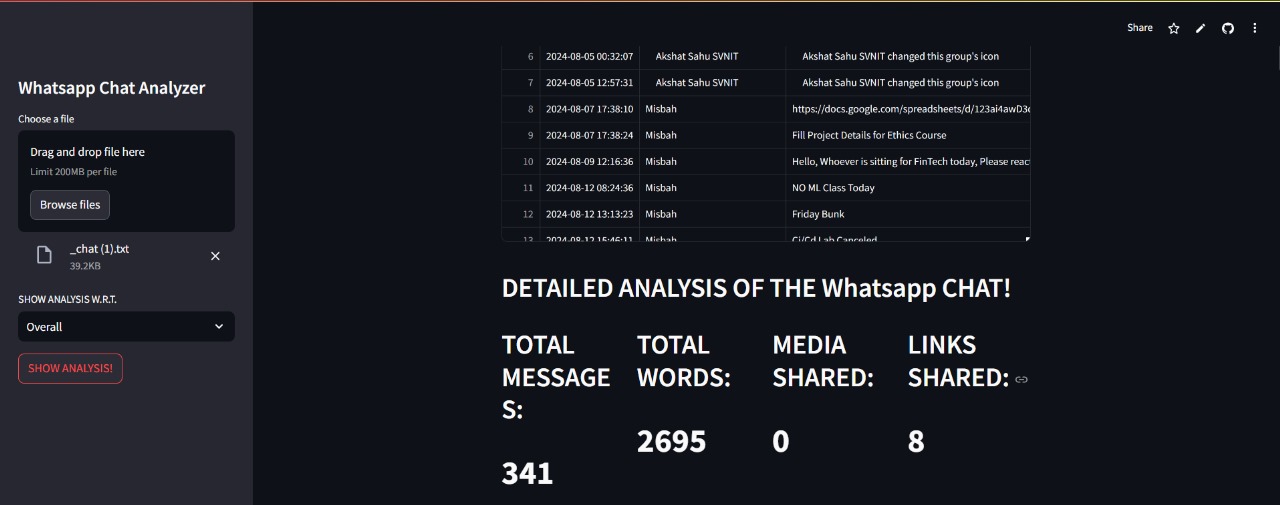 Share
Whatsapp Chat Analyzer
Choose a file
Drag and drop file here
Limit 200MB per file
Browse files
_chat (1).txt
39.2KB
SHOW ANALYSIS W.R.T.
Overall
SHOW ANALYSIS!
6 2024-08-05 00:32:07 Akshat Sahu SVNIT Akshat Sahu SVNIT changed this group's icon
7 2024-08-05 12:57:31 Akshat Sahu SVNIT Akshat Sahu SVNIT changed this group's icon
8 2024-08-07 17:38:10 Misbah https://docs.google.com/spreadsheets/d/123ai4awD3
9 2024-08-07 17:38:24 Misbah Fill Project Details for Ethics Course
10 2024-08-09 12:16:36 Misbah Hello, Whoever is sitting for FinTech today, Please reac
11 2024-08-12 08:24:36 Misbah NO ML Class Today
12 2024-08-12 13:13:23 Misbah Friday Bunk
13 2024-08-12 15:46:11 Misbah Ci/Cd Lab Canceled
DETAILED ANALYSIS OF THE Whatsapp CHAT!
TOTAL
MESSAGE
S:
341
TOTAL
WORDS:
2695
MEDIA
SHARED:
0
LINKS
SHARED:
8